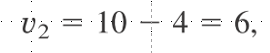 v₂ = 10 − 4 = 6,